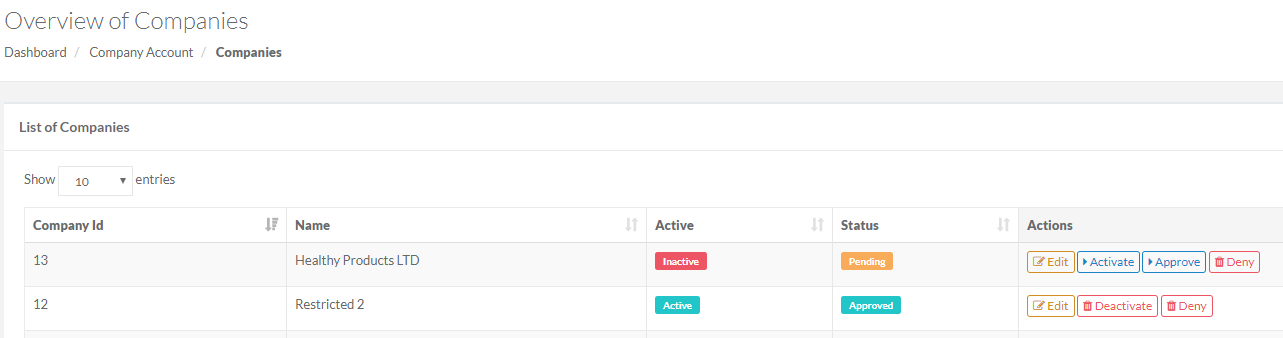 Overview of Companies
Dashboard / Company Account / Companies
List of Companies
Show 10 entries
Company Id Name Active Status Actions
13 Healthy Products LTD Inactive Pending Edit Activate Approve Deny
12 Restricted 2 Active Approved Edit Deactivate Deny